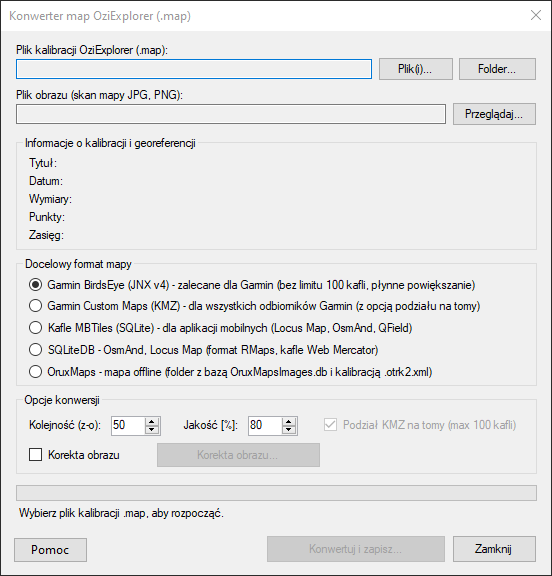 Konwerter map OziExplorer (.map)
Plik kalibracji OziExplorer (.map):
Plik(i)... Folder...
Plik obrazu (skan mapy JPG, PNG):
Przeglądaj...
Informacje o kalibracji i georeferencji
Tytuł:
Datum:
Wymiary:
Punkty:
Zasięg:
Docelowy format mapy
Garmin BirdsEye (JNX v4) - zalecane dla Garmin (bez limitu 100 kafli, płynne powiększanie)
Garmin Custom Maps (KMZ) - dla wszystkich odbiorników Garmin (z opcją podziału na tomy)
Kafle MBTiles (SQLite) - dla aplikacji mobilnych (Locus Map, OsmAnd, QField)
SQLiteDB - OsmAnd, Locus Map (format RMaps, kafle Web Mercator)
OruxMaps - mapa offline (folder z bazą OruxMapsImages.db i kalibracją .otrk2.xml)
Opcje konwersji
Kolejność (z-o): 50 Jakość [%]: 80 Podział KMZ na tomy (max 100 kafli)
Korekta obrazu Korekta obrazu...
Wybierz plik kalibracji .map, aby rozpocząć.
Pomoc Konwertuj i zapisz... Zamknij